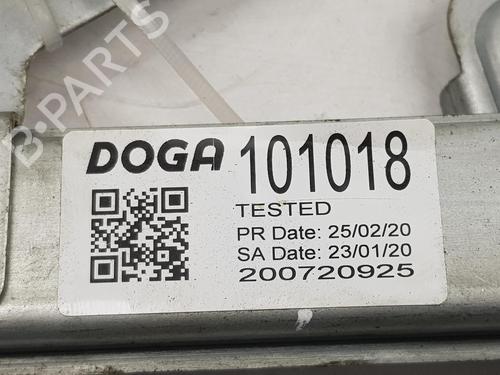 B-PARTS
DOGA 101018
TESTED
PR Date: 25/02/20
SA Date: 23/01/20
200720925